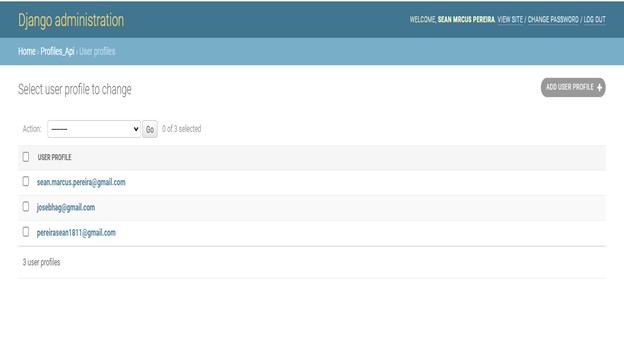 Django administration
WELCOME, SEAN MRCUS PEREIRA. VIEW SITE / CHANGE PASSWORD / LOG OUT
Home › Profiles_Api › User profiles
Select user profile to change
ADD USER PROFILE +
Action: --------- Go 0 of 3 selected
USER PROFILE
sean.marcus.pereira@gmail.com
josebhag@gmail.com
pereirasean1811@gmail.com
3 user profiles